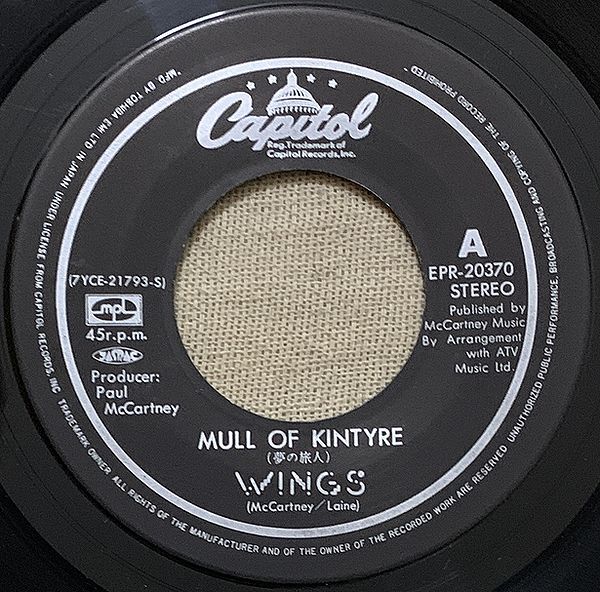 Capitol
Reg.Trademark of
Capitol Records,Inc.
"MFD. BY TOSHIBA EMI LTD IN JAPAN UNDER LICENSE FROM CAPITOL RECORDS, INC. TRADEMARK OWNER. ALL RIGHTS OF THE MANUFACTURER AND OF THE OWNER OF THE RECORDED WORK ARE RESERVED UNAUTHORIZED PUBLIC PERFORMANCE, BROADCASTING AND COPYING OF THE RECORD PROHIBITED"
(7YCE-21793-S)
mpl
45r.p.m.
JASRAC
Producer:
Paul
McCartney
A
EPR-20370
STEREO
Published by
McCartney Music
By Arrangement
with ATV
Music Ltd.
MULL OF KINTYRE
(夢の旅人)
WINGS
(McCartney/Laine)